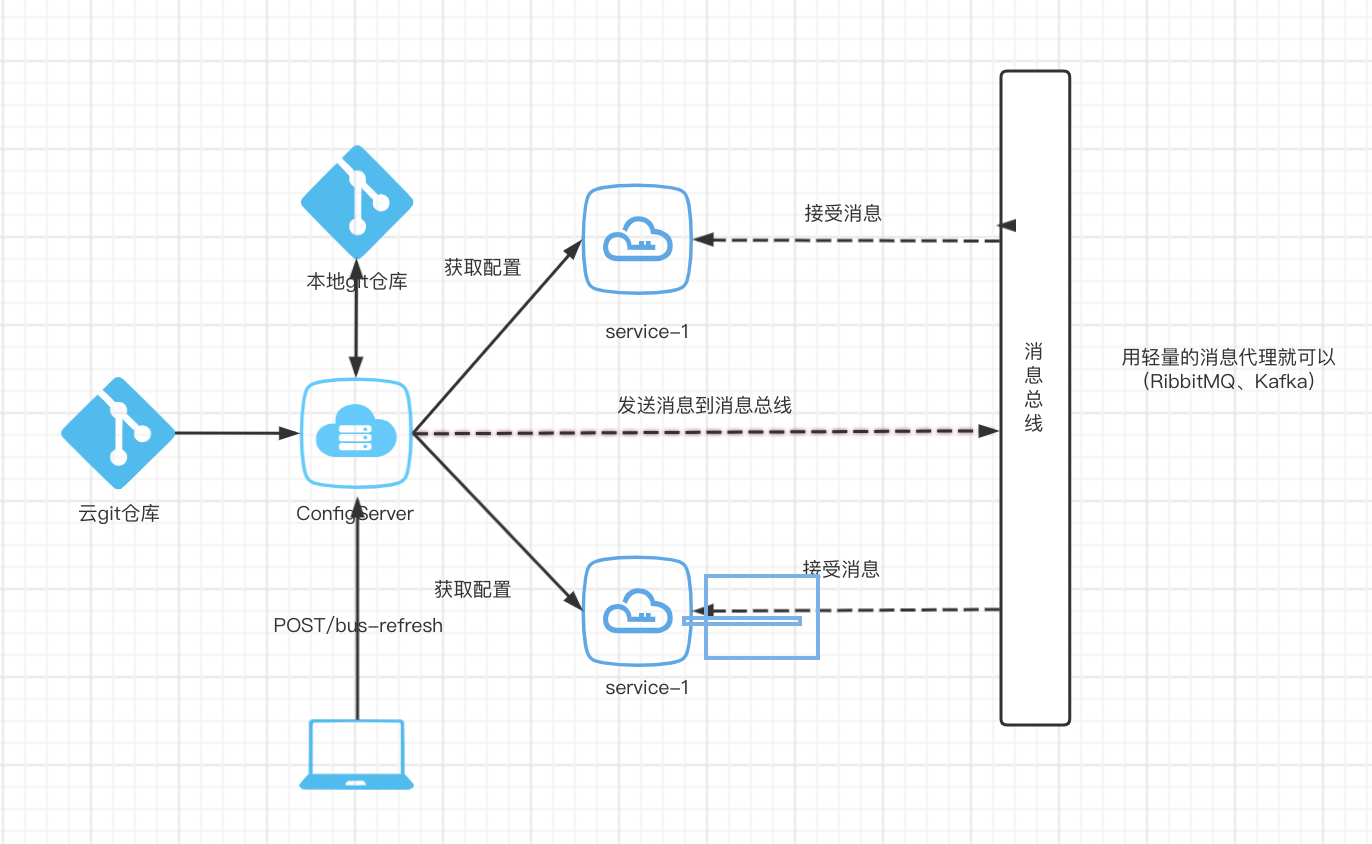 接受消息
获取配置
本地git仓库
service-1
消息总线
用轻量的消息代理就可以
（RibbitMQ、Kafka）
发送消息到消息总线
云git仓库
ConfigServer
接受消息
获取配置
POST/bus-refresh
service-1